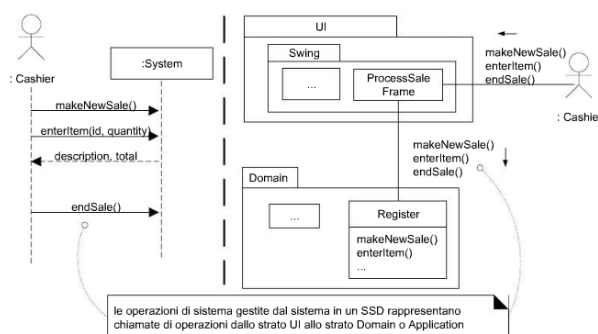 : Cashier
:System
makeNewSale()
enterItem(id, quantity)
description, total
endSale()
UI
Swing
...
ProcessSale
Frame
makeNewSale()
enterItem()
endSale()
: Cashie
makeNewSale()
enterItem()
endSale()
Domain
...
Register
makeNewSale()
enterItem()
...
le operazioni di sistema gestite dal sistema in un SSD rappresentano
chiamate di operazioni dallo strato UI allo strato Domain o Application